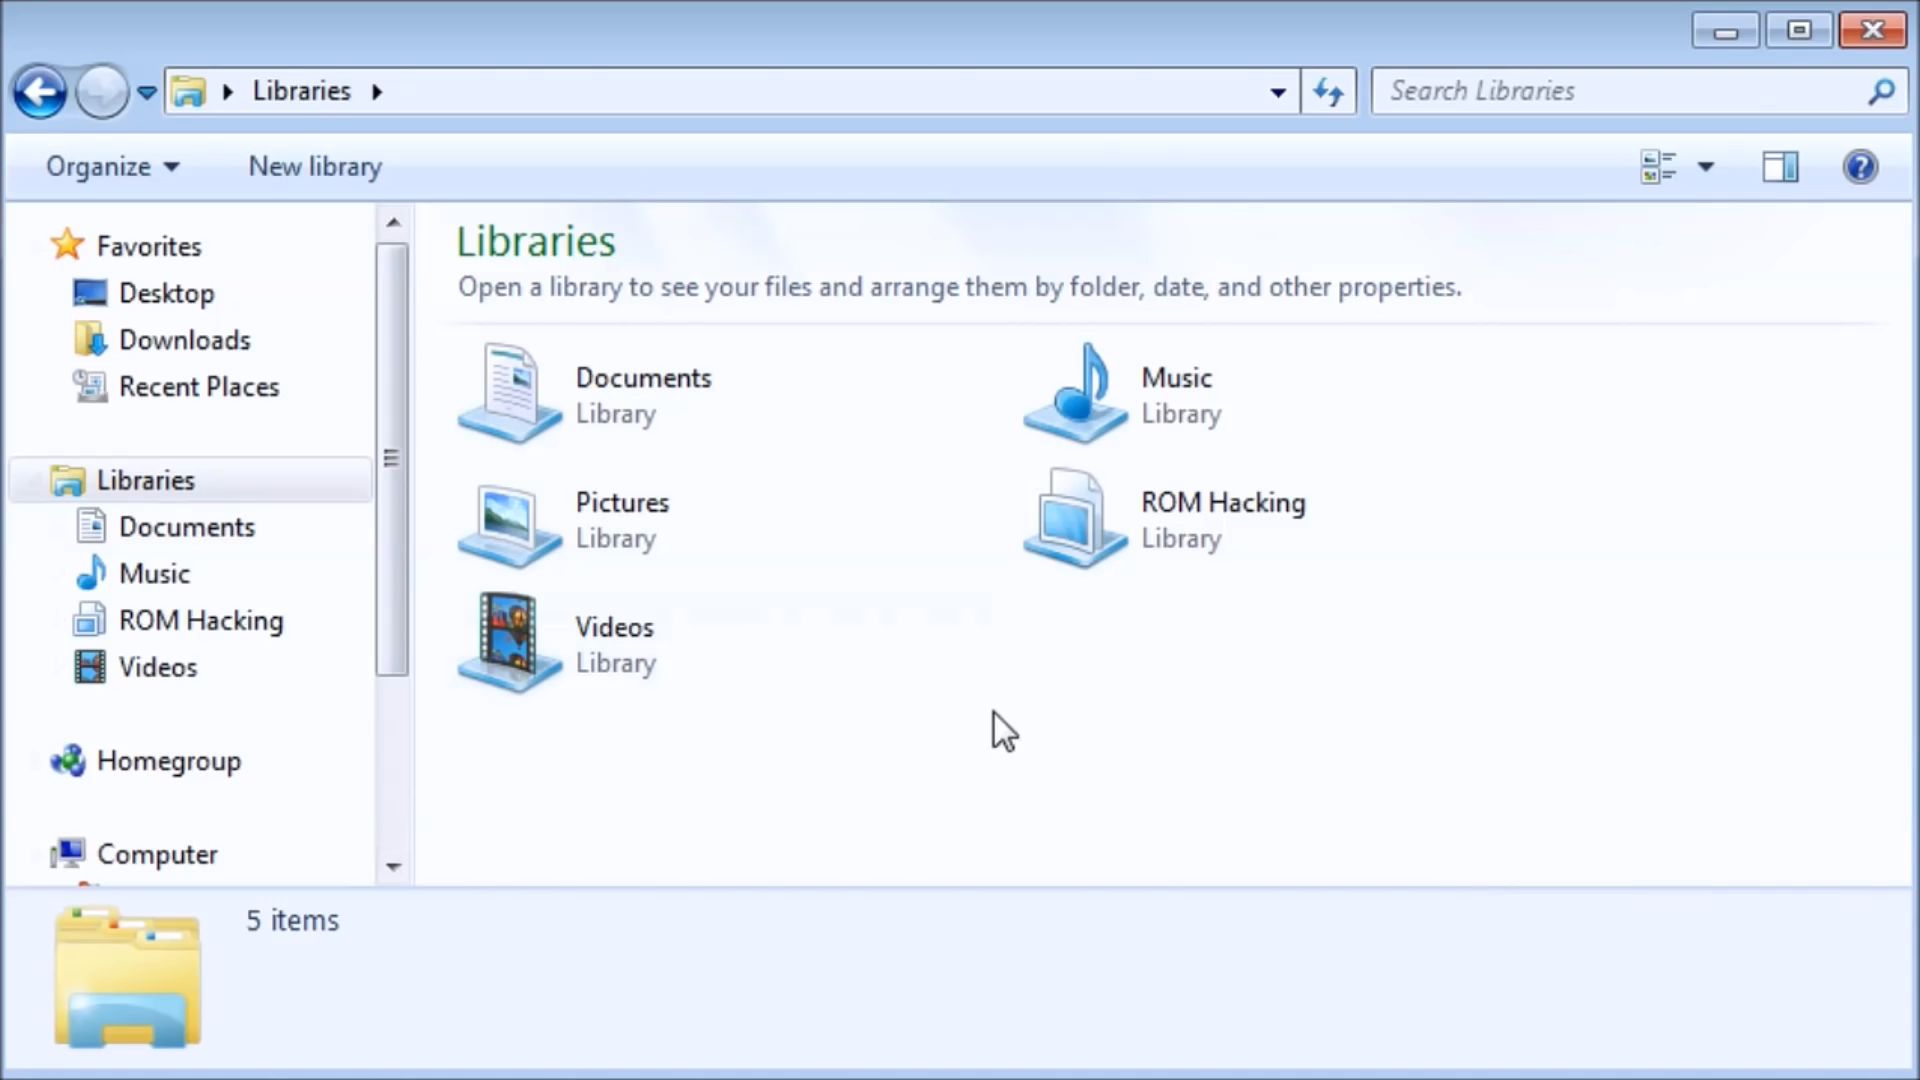 Libraries
Search Libraries
Organize
New library
Favorites
Desktop
Downloads
Recent Places
Libraries
Documents
Music
ROM Hacking
Videos
Homegroup
Computer
Libraries
Open a library to see your files and arrange them by folder, date, and other properties.
Documents
Library
Music
Library
Pictures
Library
ROM Hacking
Library
Videos
Library
5 items